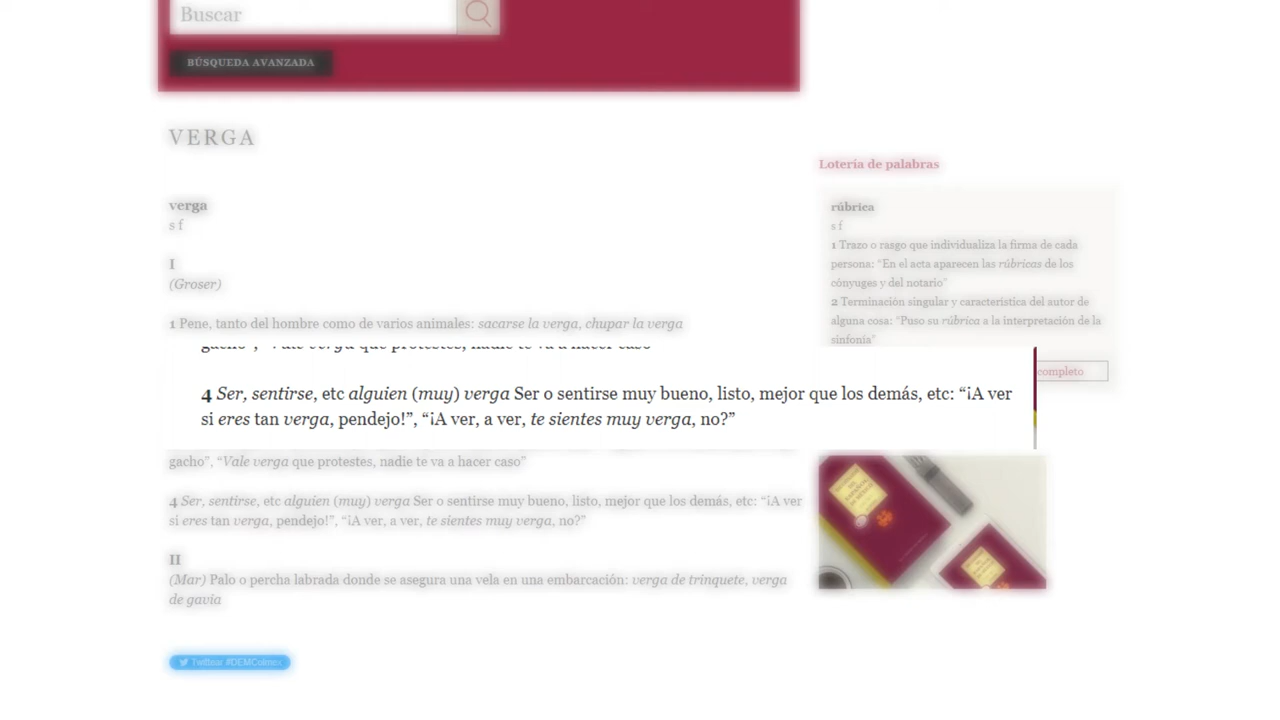 Buscar
BÚSQUEDA AVANZADA
VERGA
verga
s f
I
(Groser)
1 Pene, tanto del hombre como de varios animales: sacarse la verga, chupar la verga
gacho”, “Vale verga que protestes, nadie te va a hacer caso”
4 Ser, sentirse, etc alguien (muy) verga Ser o sentirse muy bueno, listo, mejor que los demás, etc: “¡A ver
si eres tan verga, pendejo!”, “¡A ver, a ver, te sientes muy verga, no?”
gacho”, “Vale verga que protestes, nadie te va a hacer caso”
4 Ser, sentirse, etc alguien (muy) verga Ser o sentirse muy bueno, listo, mejor que los demás, etc: “¡A ver
si eres tan verga, pendejo!”, “¡A ver, a ver, te sientes muy verga, no?”
II
(Mar) Palo o percha labrada donde se asegura una vela en una embarcación: verga de trinquete, verga
de gavia
Twittear #DEMColmex
Lotería de palabras
rúbrica
s f
1 Trazo o rasgo que individualiza la firma de cada
persona: “En el acta aparecen las rúbricas de los
cónyuges y del notario”
2 Terminación singular y característica del autor de
alguna cosa: “Puso su rúbrica a la interpretación de la
sinfonía”
completo